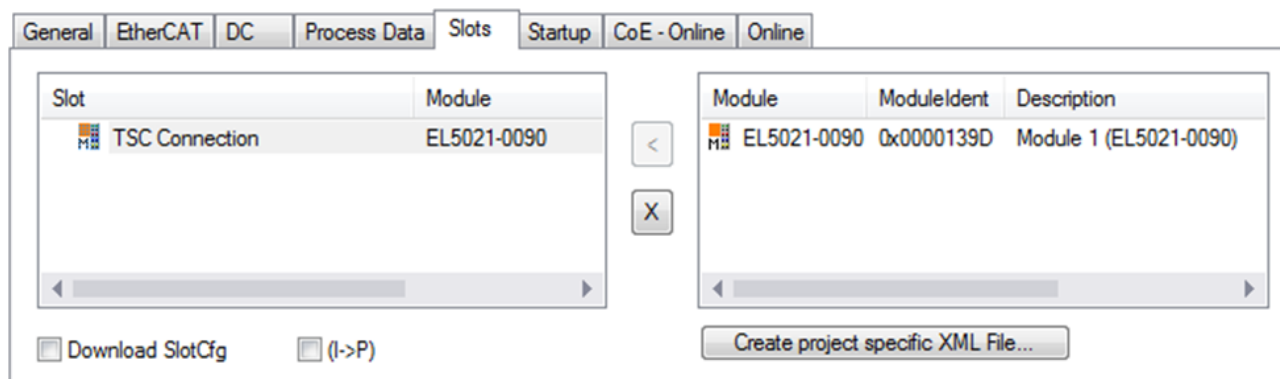 General EtherCAT DC Process Data Slots Startup CoE - Online Online
Slot Module Module ModuleIdent Description
TSC Connection EL5021-0090 < EL5021-0090 0x0000139D Module 1 (EL5021-0090)
X
Download SlotCfg (I->P) Create project specific XML File...